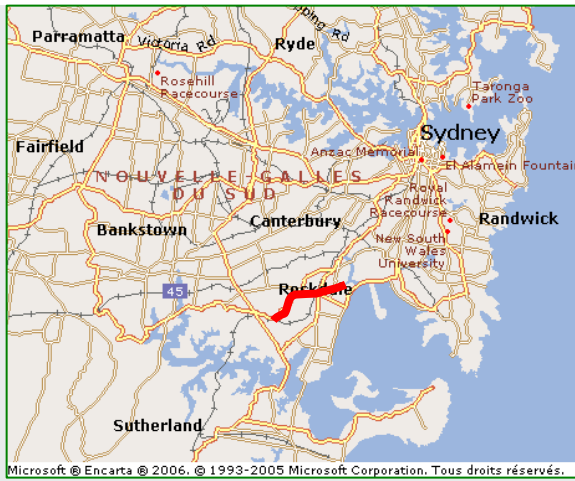 Parramatta
Victoria Rd
Ryde
Rosehill
Racecourse
Taronga
Park Zoo
Sydney
Fairfield
Anzac Memorial
El Alamein Fountain
NOUVELLE-GALLES
DU SUD
Royal
Randwick
Racecourse
Canterbury
Randwick
Bankstown
New South
Wales
University
45
Rockdale
Sutherland
Microsoft ® Encarta ® 2006. © 1993-2005 Microsoft Corporation. Tous droits réservés.